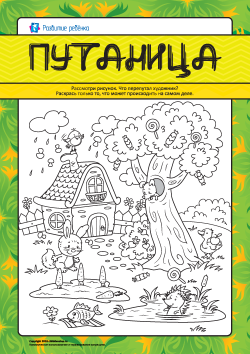 Развитие ребёнка
ПУТАНИЦА
Рассмотри рисунок. Что перепутал художник?
Раскрась только то, что может происходить на самом деле.